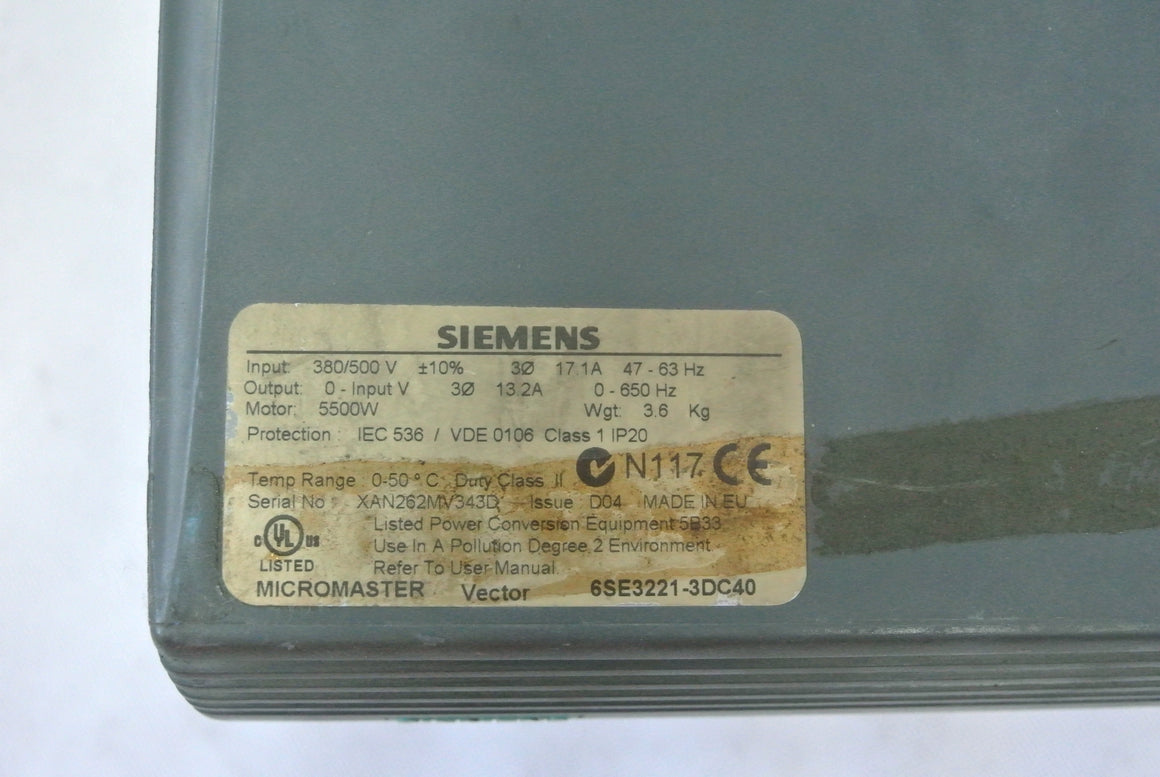 SIEMENS
Input: 380/500 V ±10% 3Ø 17.1A 47 - 63 Hz
Output: 0 - Input V 3Ø 13.2A 0 - 650 Hz
Motor: 5500W Wgt: 3.6 Kg
Protection : IEC 536 / VDE 0106 Class 1 IP20
N117 CE
Temp Range 0-50 ° C Duty Class II
Serial No : XAN262MV343D Issue D04 MADE IN EU
Listed Power Conversion Equipment 5B33
C UL US
Use In A Pollution Degree 2 Environment
LISTED Refer To User Manual
MICROMASTER Vector 6SE3221-3DC40